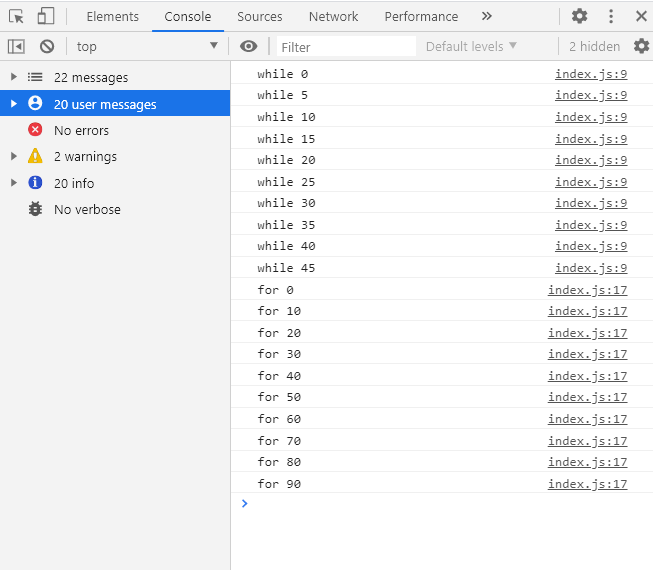 Elements Console Sources Network Performance »
top Filter Default levels 2 hidden
22 messages
20 user messages
No errors
2 warnings
20 info
No verbose
while 0 index.js:9
while 5 index.js:9
while 10 index.js:9
while 15 index.js:9
while 20 index.js:9
while 25 index.js:9
while 30 index.js:9
while 35 index.js:9
while 40 index.js:9
while 45 index.js:9
for 0 index.js:17
for 10 index.js:17
for 20 index.js:17
for 30 index.js:17
for 40 index.js:17
for 50 index.js:17
for 60 index.js:17
for 70 index.js:17
for 80 index.js:17
for 90 index.js:17